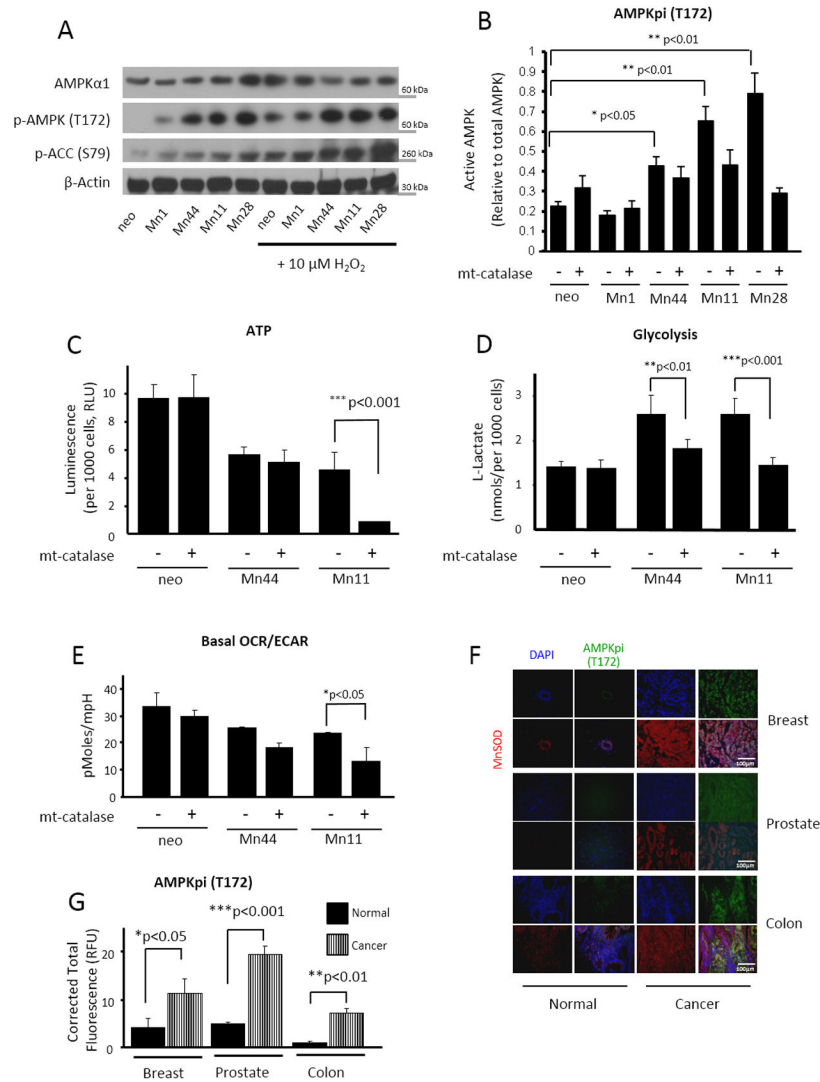 A
AMPKα1
60 kDa
p-AMPK (T172)
60 kDa
p-ACC (S79)
260 kDa
β-Actin
30 kDa
neo Mn1 Mn44 Mn11 Mn28 neo Mn1 Mn44 Mn11 Mn28
+ 10 μM H₂O₂
B
AMPKpi (T172)
** p<0.01
** p<0.01
* p<0.05
Active AMPK
(Relative to total AMPK)
1
0.9
0.8
0.7
0.6
0.5
0.4
0.3
0.2
0.1
0
mt-catalase - + - + - + - + - +
neo Mn1 Mn44 Mn11 Mn28
C
ATP
***p<0.001
Luminescence
(per 1000 cells, RLU)
10
8
6
4
2
0
mt-catalase - + - + - +
neo Mn44 Mn11
D
Glycolysis
**p<0.01
***p<0.001
L-Lactate
(nmols/per 1000 cells)
3
2
1
0
mt-catalase - + - + - +
neo Mn44 Mn11
E
Basal OCR/ECAR
*p<0.05
pMoles/mpH
40
30
20
10
0
mt-catalase - + - + - +
neo Mn44 Mn11
F
DAPI
AMPKpi
(T172)
MnSOD
Breast
100μm
Prostate
100μm
Colon
100μm
Normal Cancer
G
AMPKpi (T172)
Normal
Cancer
*p<0.05
***p<0.001
**p<0.01
Corrected Total
Fluorescence (RFU)
20
10
0
Breast Prostate Colon